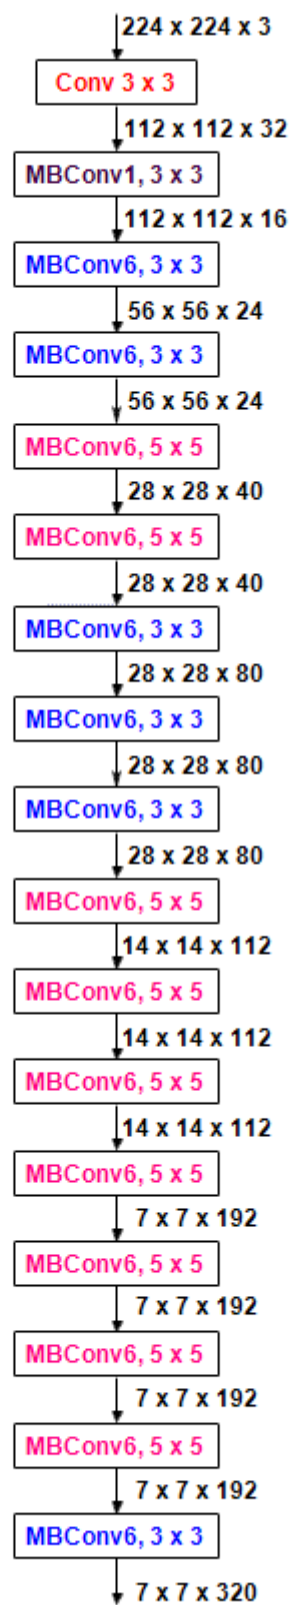 224 x 224 x 3
Conv 3 x 3
112 x 112 x 32
MBConv1, 3 x 3
112 x 112 x 16
MBConv6, 3 x 3
56 x 56 x 24
MBConv6, 3 x 3
56 x 56 x 24
MBConv6, 5 x 5
28 x 28 x 40
MBConv6, 5 x 5
28 x 28 x 40
MBConv6, 3 x 3
28 x 28 x 80
MBConv6, 3 x 3
28 x 28 x 80
MBConv6, 3 x 3
28 x 28 x 80
MBConv6, 5 x 5
14 x 14 x 112
MBConv6, 5 x 5
14 x 14 x 112
MBConv6, 5 x 5
14 x 14 x 112
MBConv6, 5 x 5
7 x 7 x 192
MBConv6, 5 x 5
7 x 7 x 192
MBConv6, 5 x 5
7 x 7 x 192
MBConv6, 5 x 5
7 x 7 x 192
MBConv6, 3 x 3
7 x 7 x 320